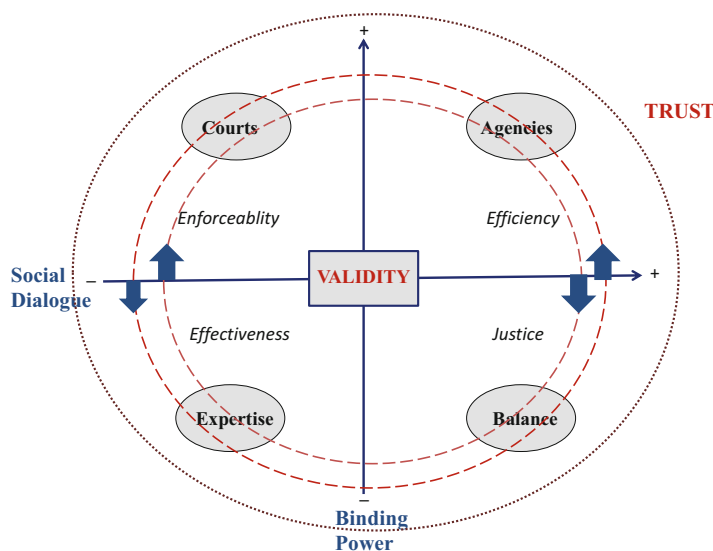 +
TRUST
Courts
Agencies
Enforceablity
Efficiency
Social
Dialogue
–
VALIDITY
+
Effectiveness
Justice
Expertise
Balance
–
Binding
Power